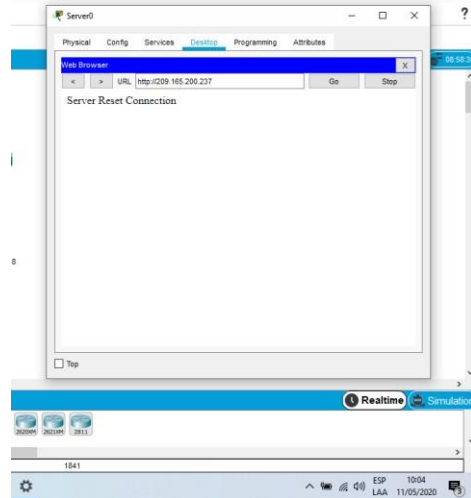 Server0
?
Physical Config Services Desktop Programming Attributes
Web Browser
X
< > URL http://209.165.200.237 Go Stop
Server Reset Connection
8
Top
Realtime Simulation
2620XM 2621XM 2811
1841
ESP 10:04
LAA 11/05/2020